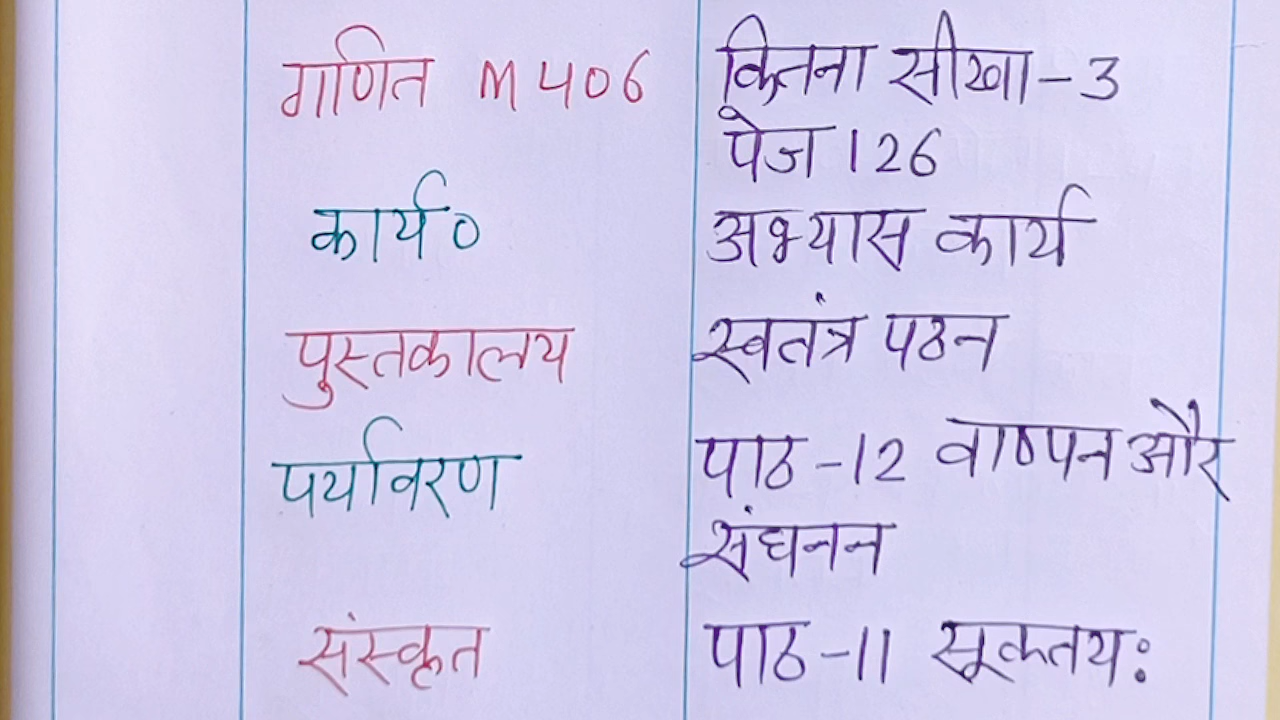 गणित M406 कितना सीखा-3
पेज 126
कार्य० अभ्यास कार्य
पुस्तकालय स्वतंत्र पठन
पर्यावरण पाठ-12 वाष्पन और
संघनन
संस्कृत पाठ-11 सूक्तयः